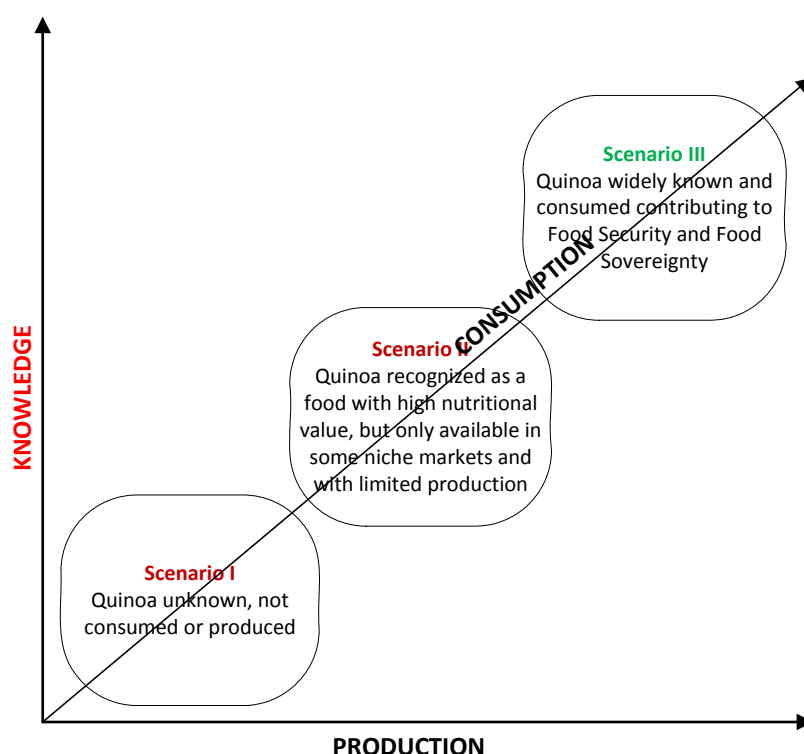 Scenario III
Quinoa widely known and
consumed contributing to
Food Security and Food
Sovereignty
CONSUMPTION
Scenario II
Quinoa recognized as a
food with high nutritional
value, but only available in
some niche markets and
with limited production
KNOWLEDGE
Scenario I
Quinoa unknown, not
consumed or produced
PRODUCTION